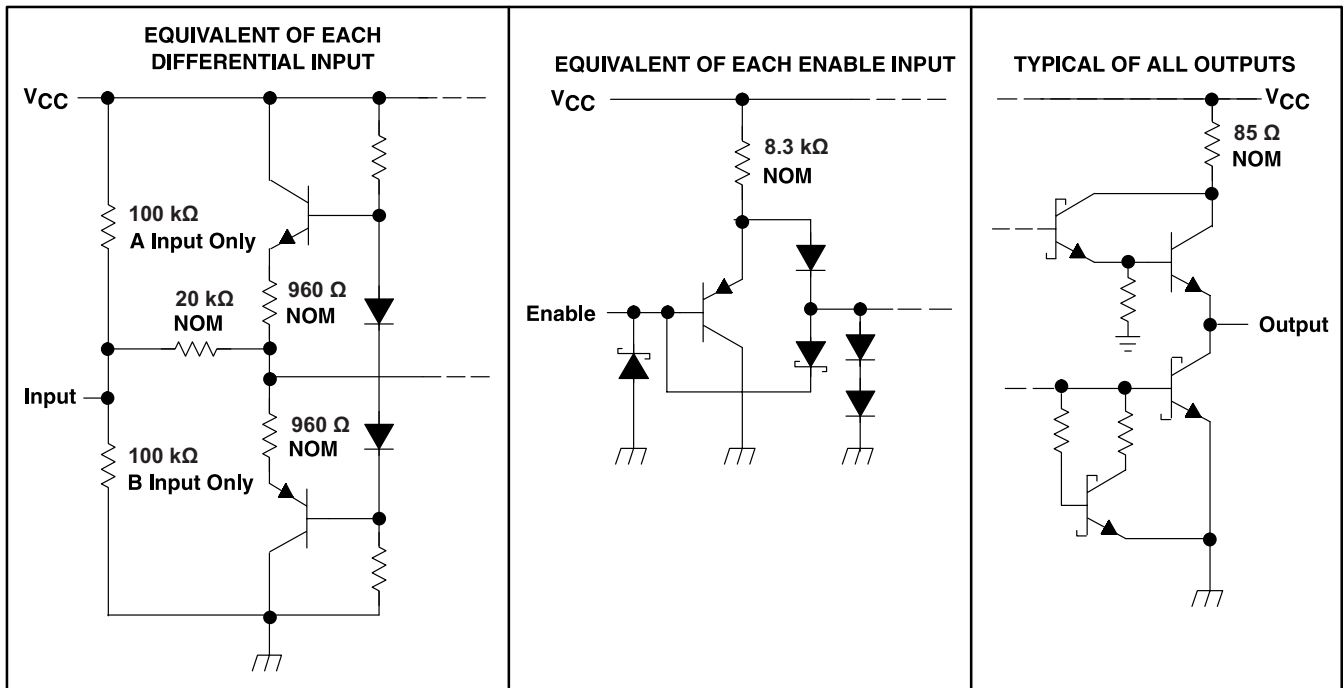 EQUIVALENT OF EACH
DIFFERENTIAL INPUT
VCC
100 kΩ
A Input Only
20 kΩ
NOM
960 Ω
NOM
Input
960 Ω
NOM
100 kΩ
B Input Only
EQUIVALENT OF EACH ENABLE INPUT
VCC
8.3 kΩ
NOM
Enable
TYPICAL OF ALL OUTPUTS
VCC
85 Ω
NOM
Output